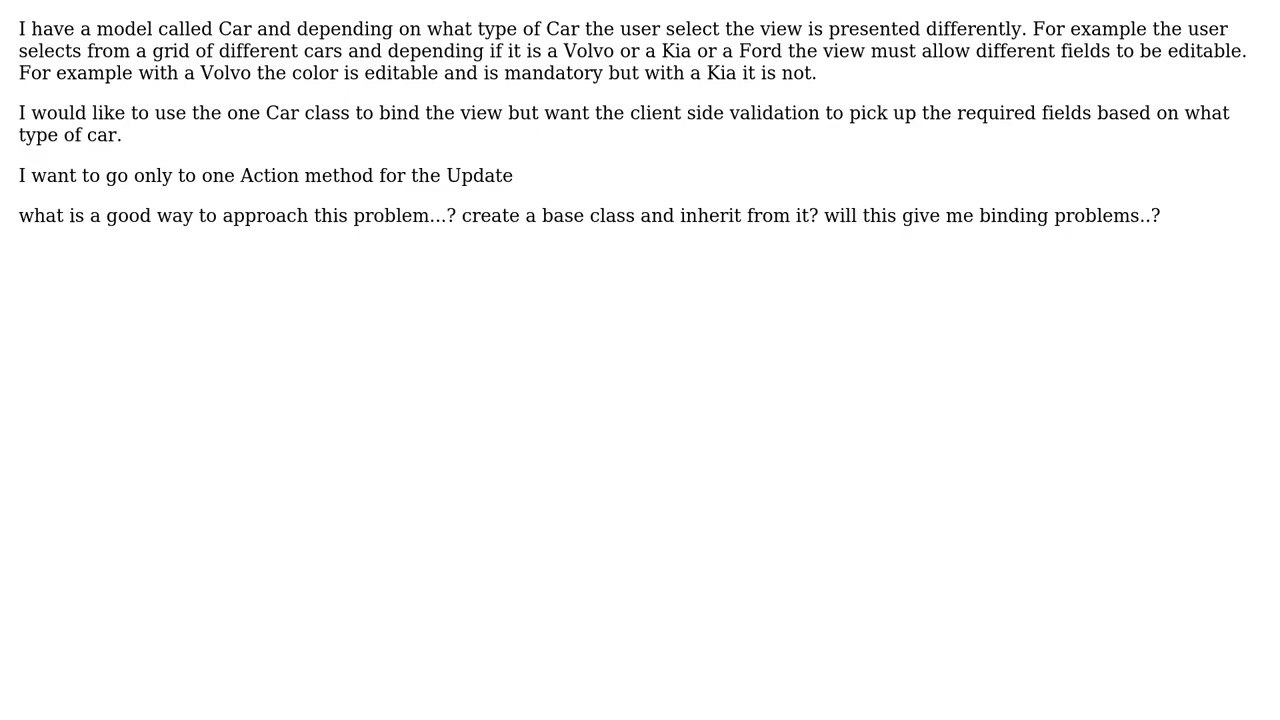 I have a model called Car and depending on what type of Car the user select the view is presented differently. For example the user
selects from a grid of different cars and depending if it is a Volvo or a Kia or a Ford the view must allow different fields to be editable.
For example with a Volvo the color is editable and is mandatory but with a Kia it is not.
I would like to use the one Car class to bind the view but want the client side validation to pick up the required fields based on what
type of car.
I want to go only to one Action method for the Update
what is a good way to approach this problem...? create a base class and inherit from it? will this give me binding problems..?